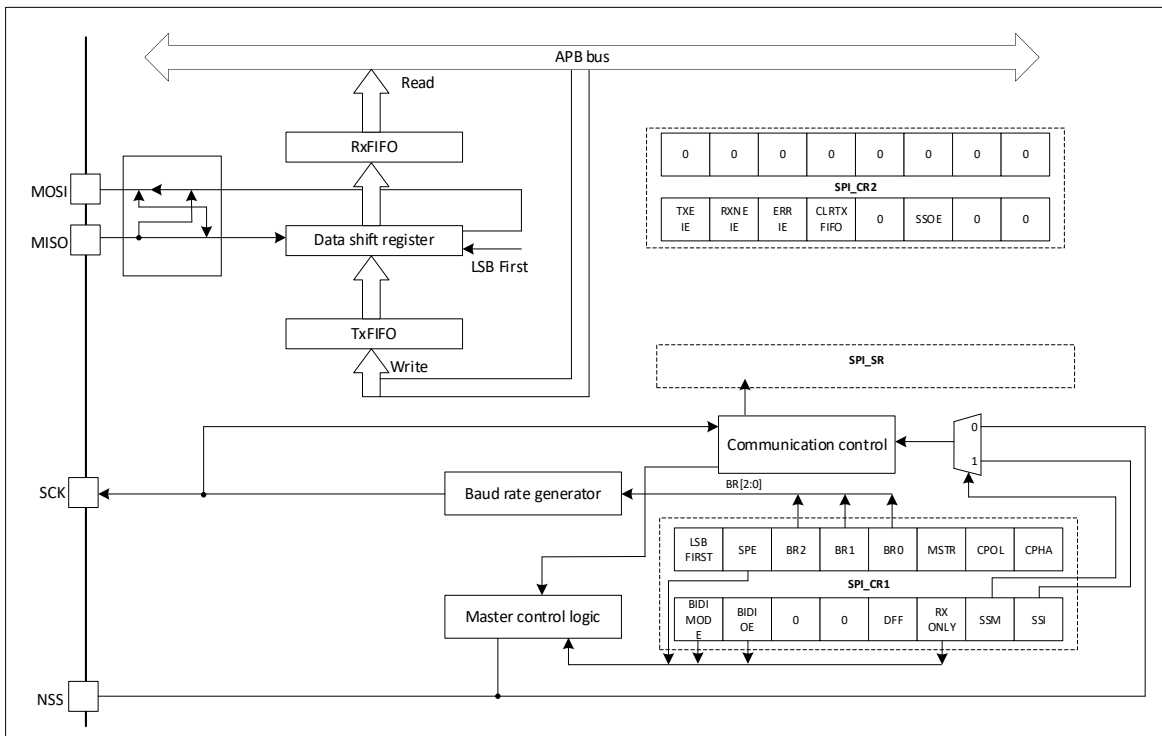 APB bus
Read
RxFIFO
MOSI
MISO
Data shift register
LSB First
TxFIFO
Write
0 0 0 0 0 0 0 0
SPI_CR2
TXE IE
RXNE IE
ERR IE
CLRTX FIFO
0
SSOE
0
0
SPI_SR
Communication control
0
1
SCK
Baud rate generator
BR[2:0]
LSB FIRST
SPE
BR2
BR1
BR0
MSTR
CPOL
CPHA
SPI_CR1
Master control logic
BIDI MOD E
BIDI OE
0
0
DFF
RX ONLY
SSM
SSI
NSS